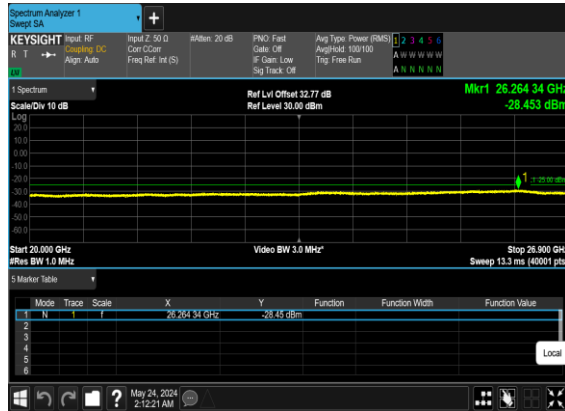 Spectrum Analyzer 1
Swept SA
+
KEYSIGHT Input: RF Input Z: 50 Ω #Atten: 20 dB PNO: Fast Avg Type: Power (RMS) 1 2 3 4 5 6
R T Coupling: DC Corr CCorr Gate: Off Avg|Hold: 100/100 A W W W W W
Align: Auto Freq Ref: Int (S) IF Gain: Low Trig: Free Run
Sig Track: Off A N N N N N
1 Spectrum Ref Lvl Offset 32.77 dB Mkr1 26.264 34 GHz
Scale/Div 10 dB Ref Level 30.00 dBm -28.453 dBm
Log
20.0
10.0
0.00
-10.0
-20.0
-30.0
-40.0
-50.0
-60.0
1
-25.00 dBm
Start 20.000 GHz Video BW 3.0 MHz* Stop 26.900 GHz
#Res BW 1.0 MHz Sweep 13.3 ms (40001 pts
5 Marker Table
Mode Trace Scale X Y Function Function Width Function Value
1 N 1 f 26.264 34 GHz -28.45 dBm
2
3
4
5
6
Local
? May 24, 2024
2:12:21 AM